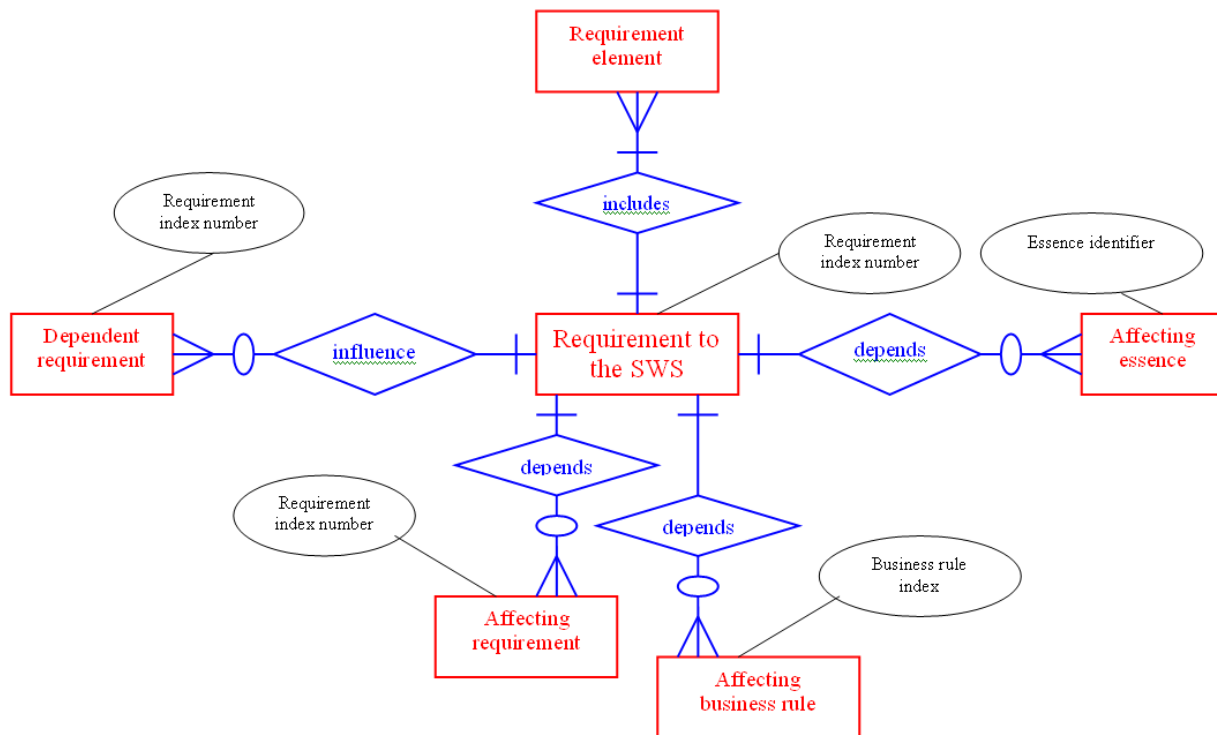 Requirement
element
includes
Requirement
index number
Requirement
index number
Essence identifier
Dependent
requirement
influence
Requirement to
the SWS
depends
Affecting
essence
depends
Requirement
index number
depends
Business rule
index
Affecting
requirement
Affecting
business rule